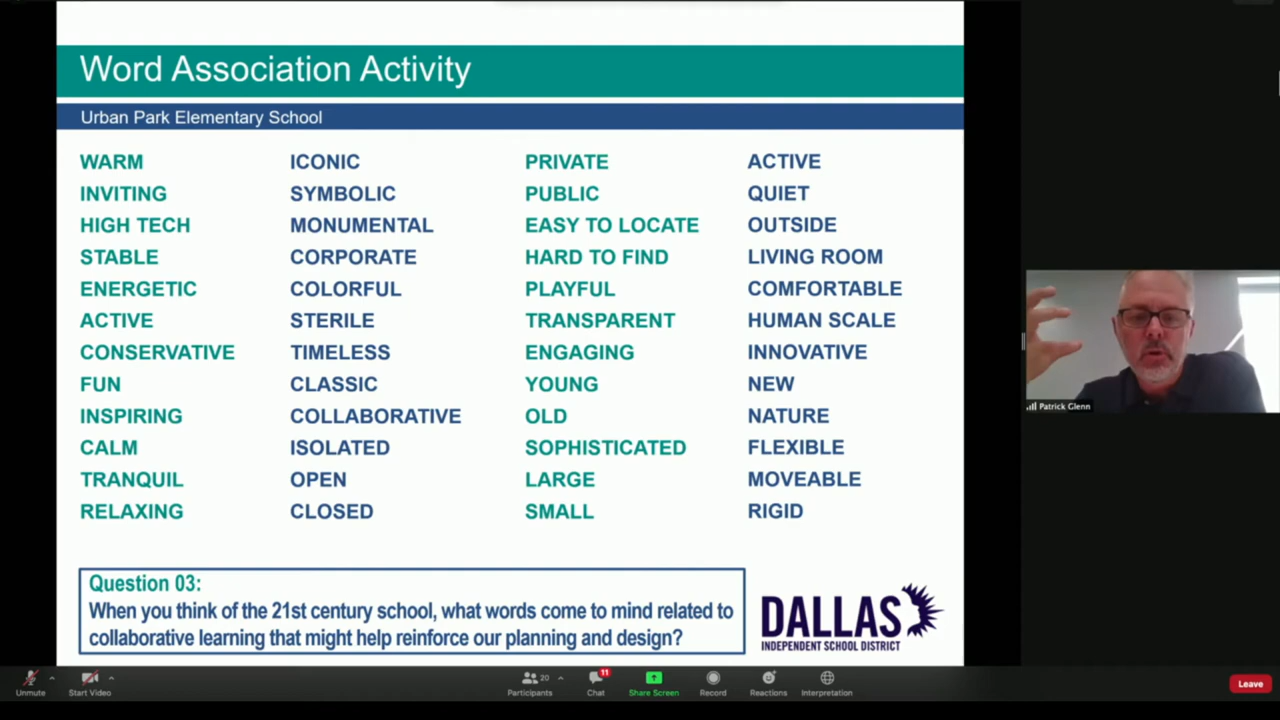 Word Association Activity
Urban Park Elementary School
WARM
INVITING
HIGH TECH
STABLE
ENERGETIC
ACTIVE
CONSERVATIVE
FUN
INSPIRING
CALM
TRANQUIL
RELAXING
ICONIC
SYMBOLIC
MONUMENTAL
CORPORATE
COLORFUL
STERILE
TIMELESS
CLASSIC
COLLABORATIVE
ISOLATED
OPEN
CLOSED
PRIVATE
PUBLIC
EASY TO LOCATE
HARD TO FIND
PLAYFUL
TRANSPARENT
ENGAGING
YOUNG
OLD
SOPHISTICATED
LARGE
SMALL
ACTIVE
QUIET
OUTSIDE
LIVING ROOM
COMFORTABLE
HUMAN SCALE
INNOVATIVE
NEW
NATURE
FLEXIBLE
MOVEABLE
RIGID
Question 03:
When you think of the 21st century school, what words come to mind related to
collaborative learning that might help reinforce our planning and design?
DALLAS
INDEPENDENT SCHOOL DISTRICT
Patrick Glenn
Unmute
Start Video
20
Participants
11
Chat
Share Screen
Record
Reactions
Interpretation
Leave